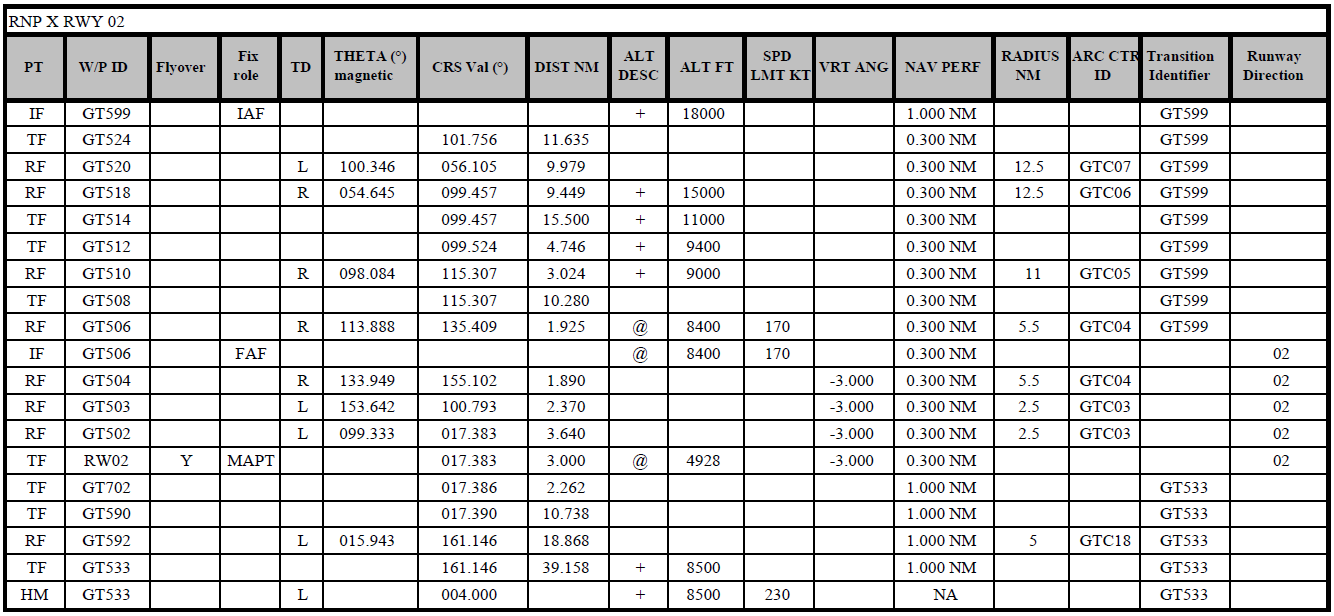 RNP X RWY 02
PT W/P ID Flyover Fix role TD THETA (°) magnetic CRS Val (°) DIST NM ALT DESC ALT FT SPD LMT KT VRT ANG NAV PERF RADIUS NM ARC CTR ID Transition Identifier Runway Direction
IF GT599 IAF + 18000 1.000 NM GT599
TF GT524 101.756 11.635 0.300 NM GT599
RF GT520 L 100.346 056.105 9.979 0.300 NM 12.5 GTC07 GT599
RF GT518 R 054.645 099.457 9.449 + 15000 0.300 NM 12.5 GTC06 GT599
TF GT514 099.457 15.500 + 11000 0.300 NM GT599
TF GT512 099.524 4.746 + 9400 0.300 NM GT599
RF GT510 R 098.084 115.307 3.024 + 9000 0.300 NM 11 GTC05 GT599
TF GT508 115.307 10.280 0.300 NM GT599
RF GT506 R 113.888 135.409 1.925 @ 8400 170 0.300 NM 5.5 GTC04 GT599
IF GT506 FAF @ 8400 170 0.300 NM 02
RF GT504 R 133.949 155.102 1.890 -3.000 0.300 NM 5.5 GTC04 02
RF GT503 L 153.642 100.793 2.370 -3.000 0.300 NM 2.5 GTC03 02
RF GT502 L 099.333 017.383 3.640 -3.000 0.300 NM 2.5 GTC03 02
TF RW02 Y MAPT 017.383 3.000 @ 4928 -3.000 0.300 NM 02
TF GT702 017.386 2.262 1.000 NM GT533
TF GT590 017.390 10.738 1.000 NM GT533
RF GT592 L 015.943 161.146 18.868 1.000 NM 5 GTC18 GT533
TF GT533 161.146 39.158 + 8500 1.000 NM GT533
HM GT533 L 004.000 + 8500 230 NA GT533